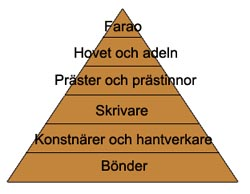 Farao
Hovet och adeln
Präster och prästinnor
Skrivare
Konstnärer och hantverkare
Bönder